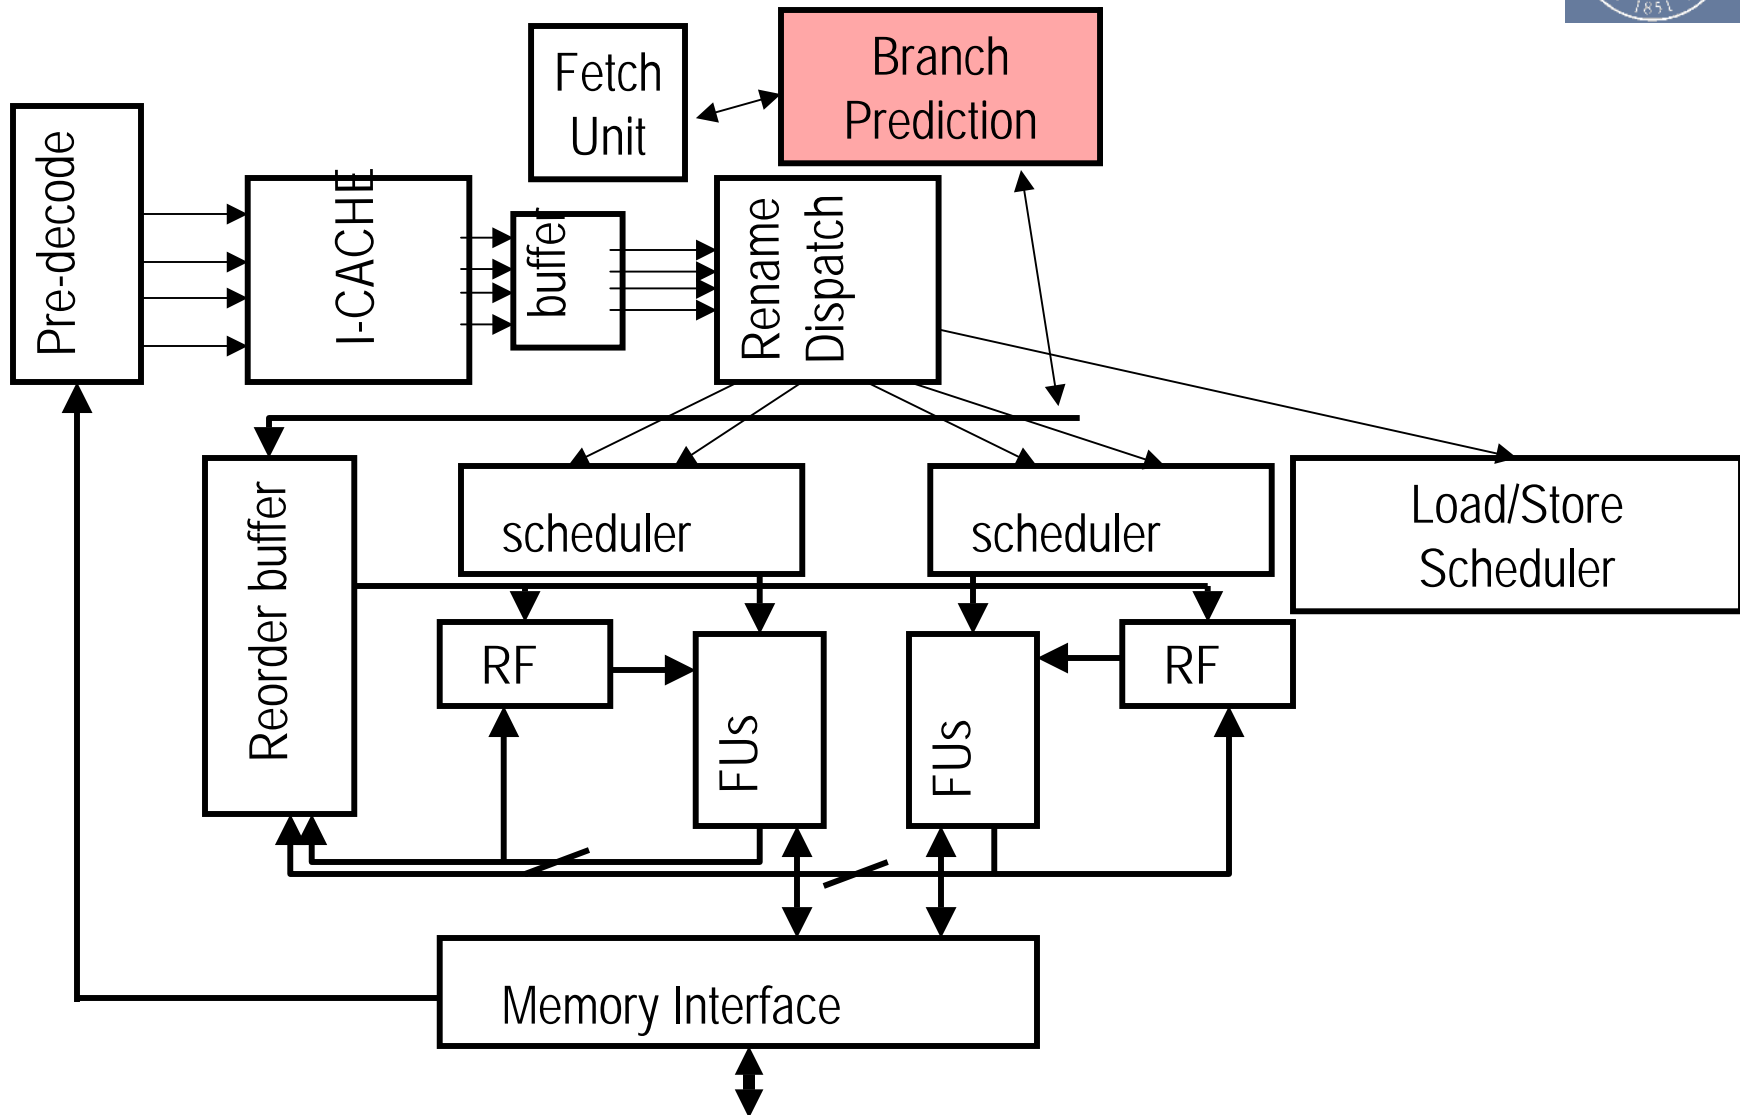 1851
Branch
Prediction
Fetch
Unit
Pre-decode
I-CACHE
buffer
Rename
Dispatch
Reorder buffer
scheduler
scheduler
Load/Store
Scheduler
RF
FUs
FUs
RF
Memory Interface